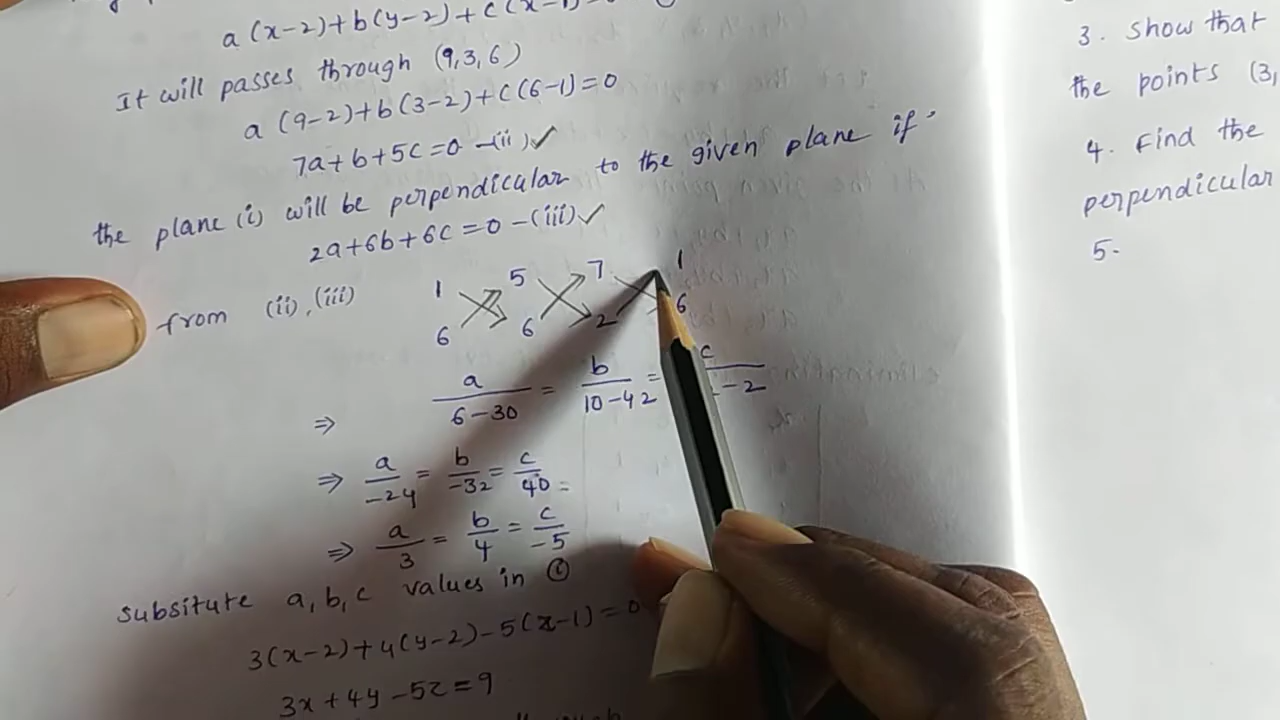 a (x-2)+b(y-2)+c(z-1)
It will passes through (9,3,6)
a (9-2)+b(3-2)+c(6-1)=0
7a+b+5c=0 -(ii)✓
the plane (i) will be perpendicular to the given plane if
2a+6b+6c=0-(iii)✓
from (ii),(iii)
1 5 7 1
6 6 2 6
⇒ a/6-30 = b/10-42 = c/ -2
⇒ a/-24 = b/-32 = c/40 =
⇒ a/3 = b/4 = c/-5
subsitute a,b,c values in (i)
3(x-2)+4(y-2)-5(z-1)=0
3x+4y-5z=9
3. Show that
the points (3,
4. Find the
perpendicular
5.